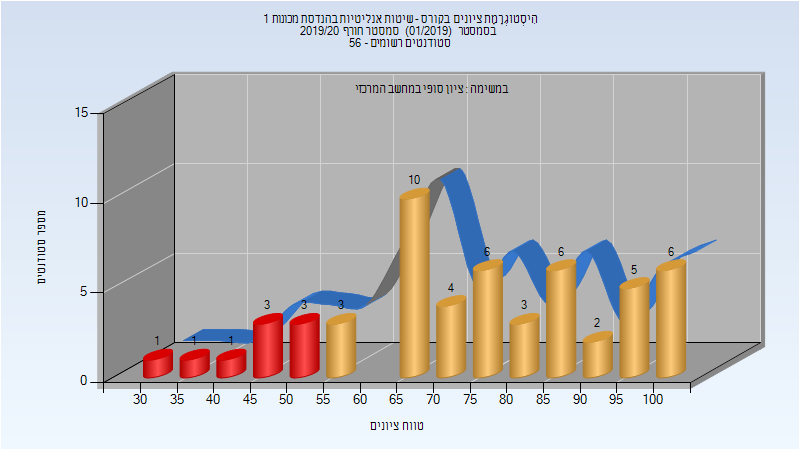 היסטוגרמת ציונים בקורס - שיטות אנליטיות בהנדסת מכונות 1
בסמסטר (01/2019) סמסטר חורף 2019/20
סטודנטים רשומים - 56
במשימה : ציון סופי במחשב המרכזי
מספר סטודנטים
15
10
5
0
1 1 1 3 3 3 10 4 6 3 6 2 5 6
30 35 40 45 50 55 60 65 70 75 80 85 90 95 100
טווח ציונים